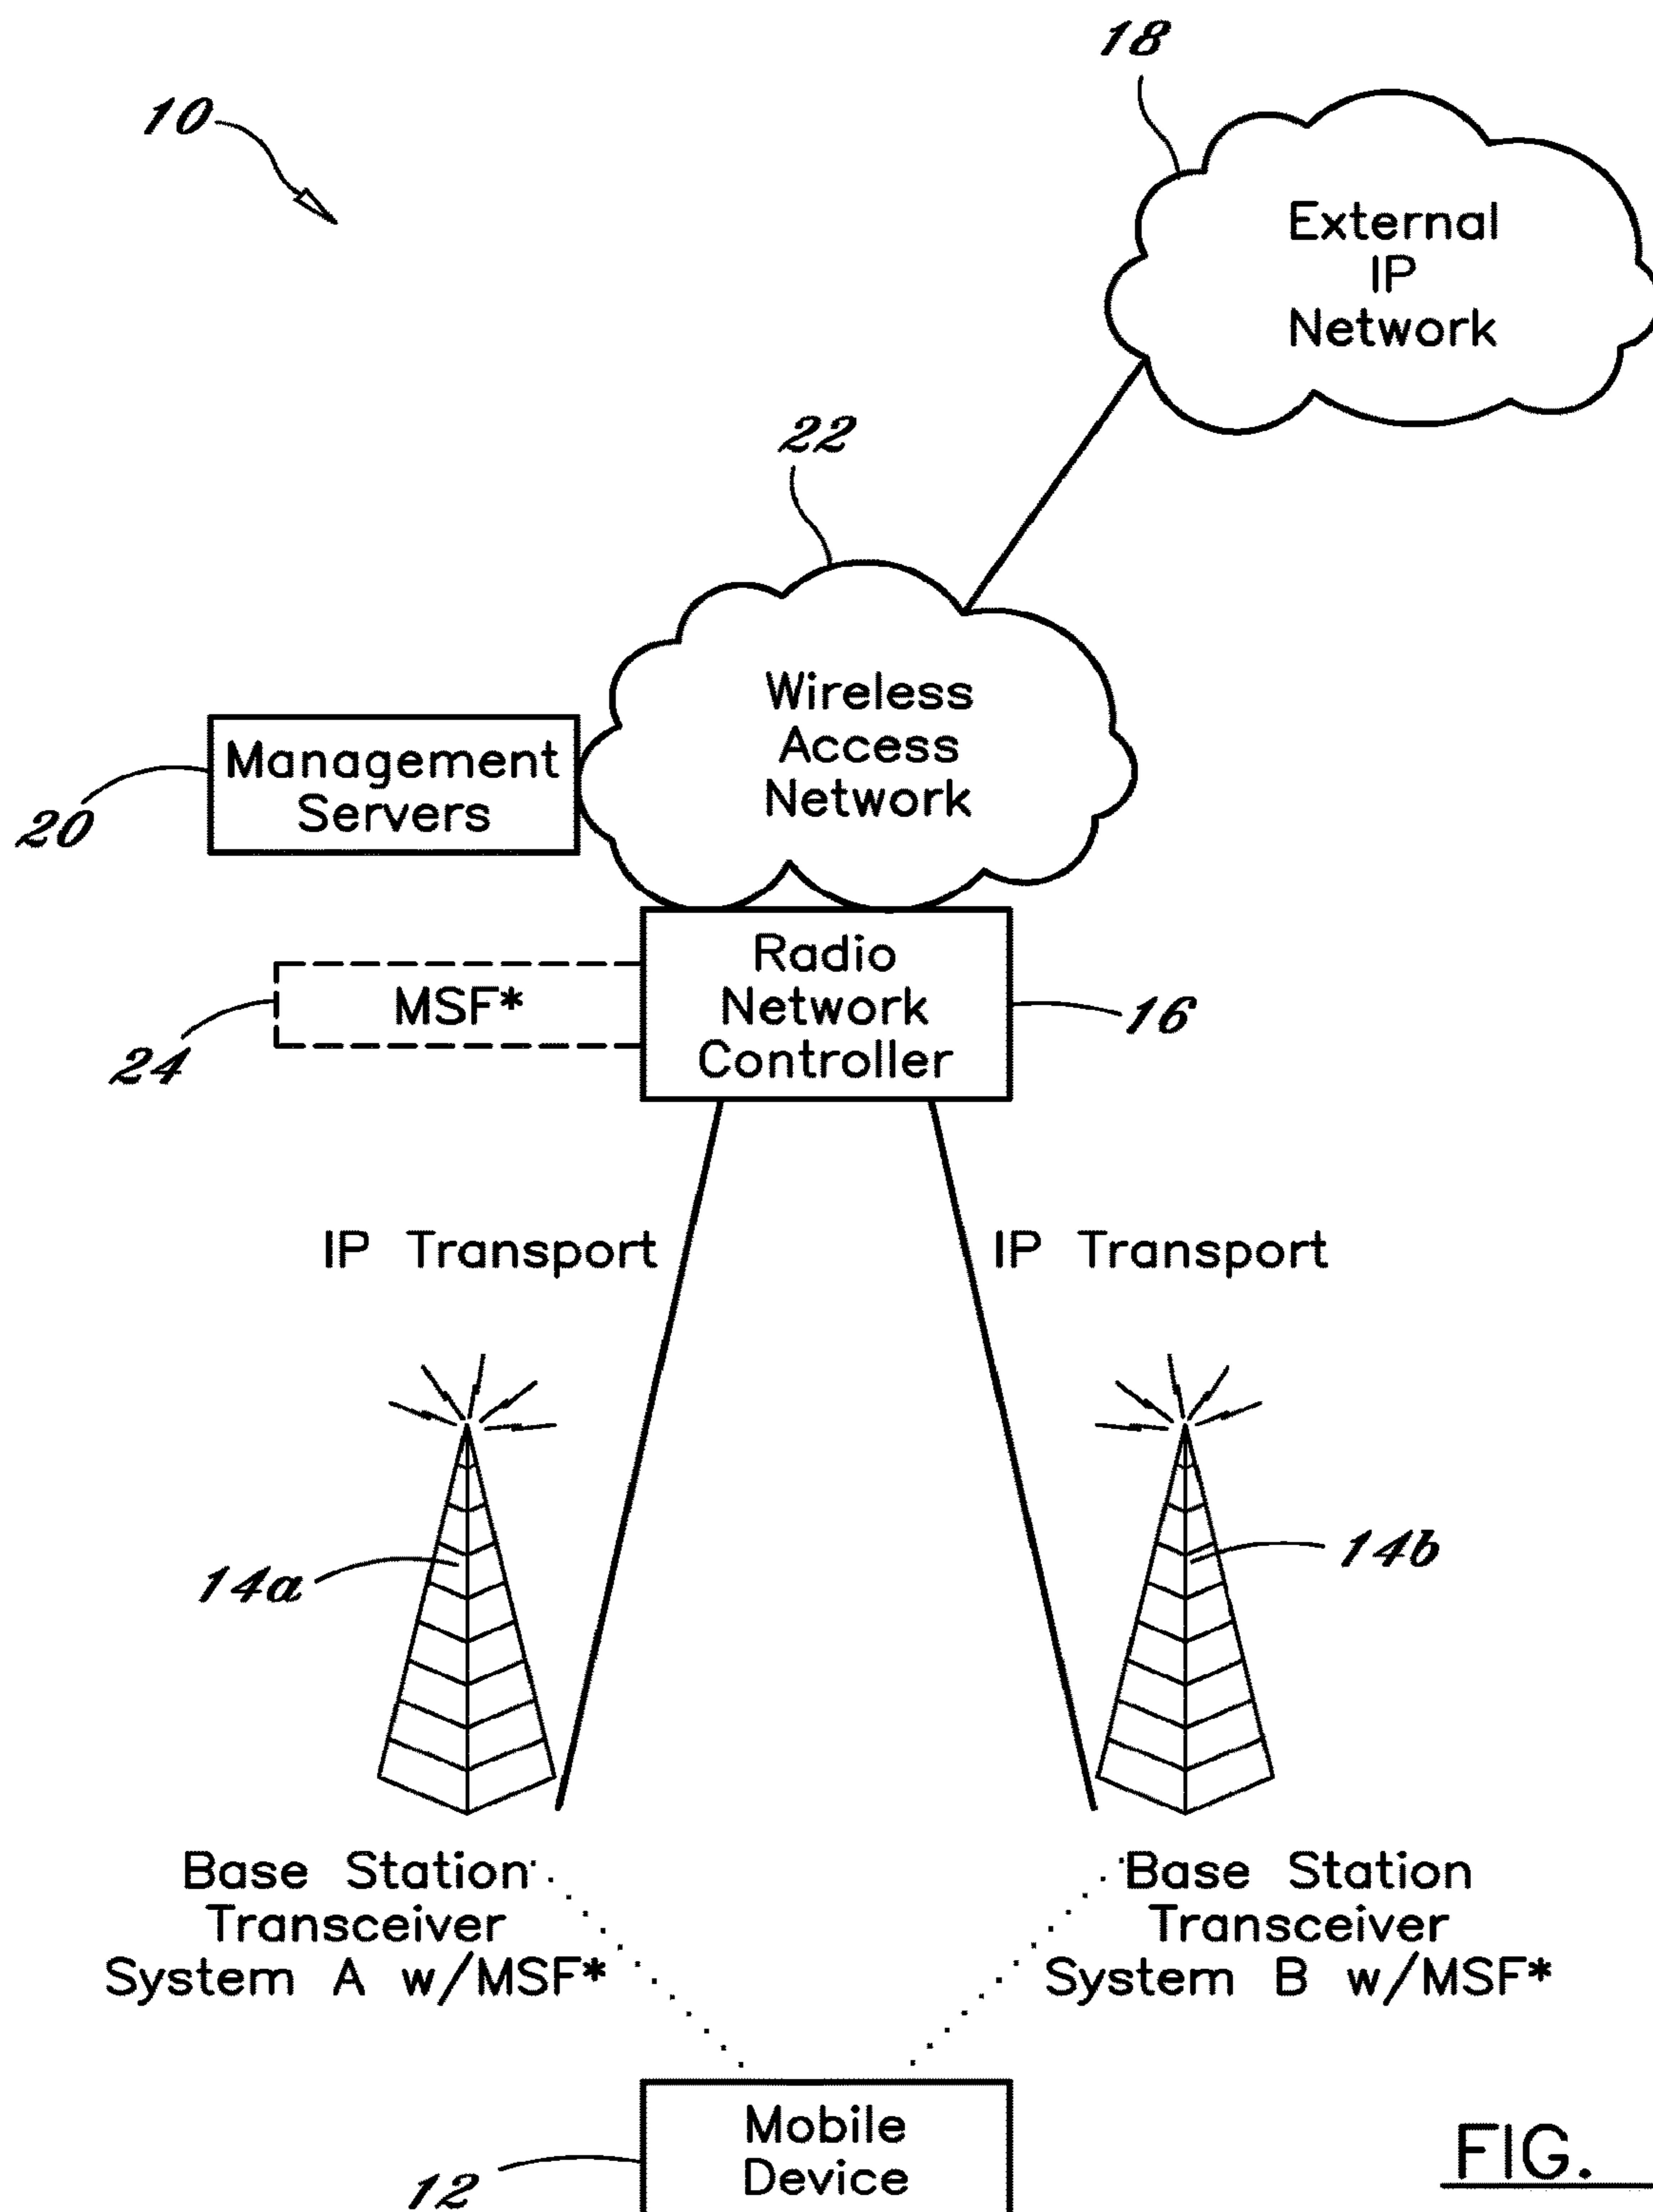 18
10
External
IP
Network
22
Wireless
Access
Network
Management
Servers
20
Radio
Network
Controller
MSF*
16
24
IP Transport
IP Transport
14a
14b
Base Station
Transceiver
System A w/MSF*
Base Station
Transceiver
System B w/MSF*
Mobile
Device
12
FIG.